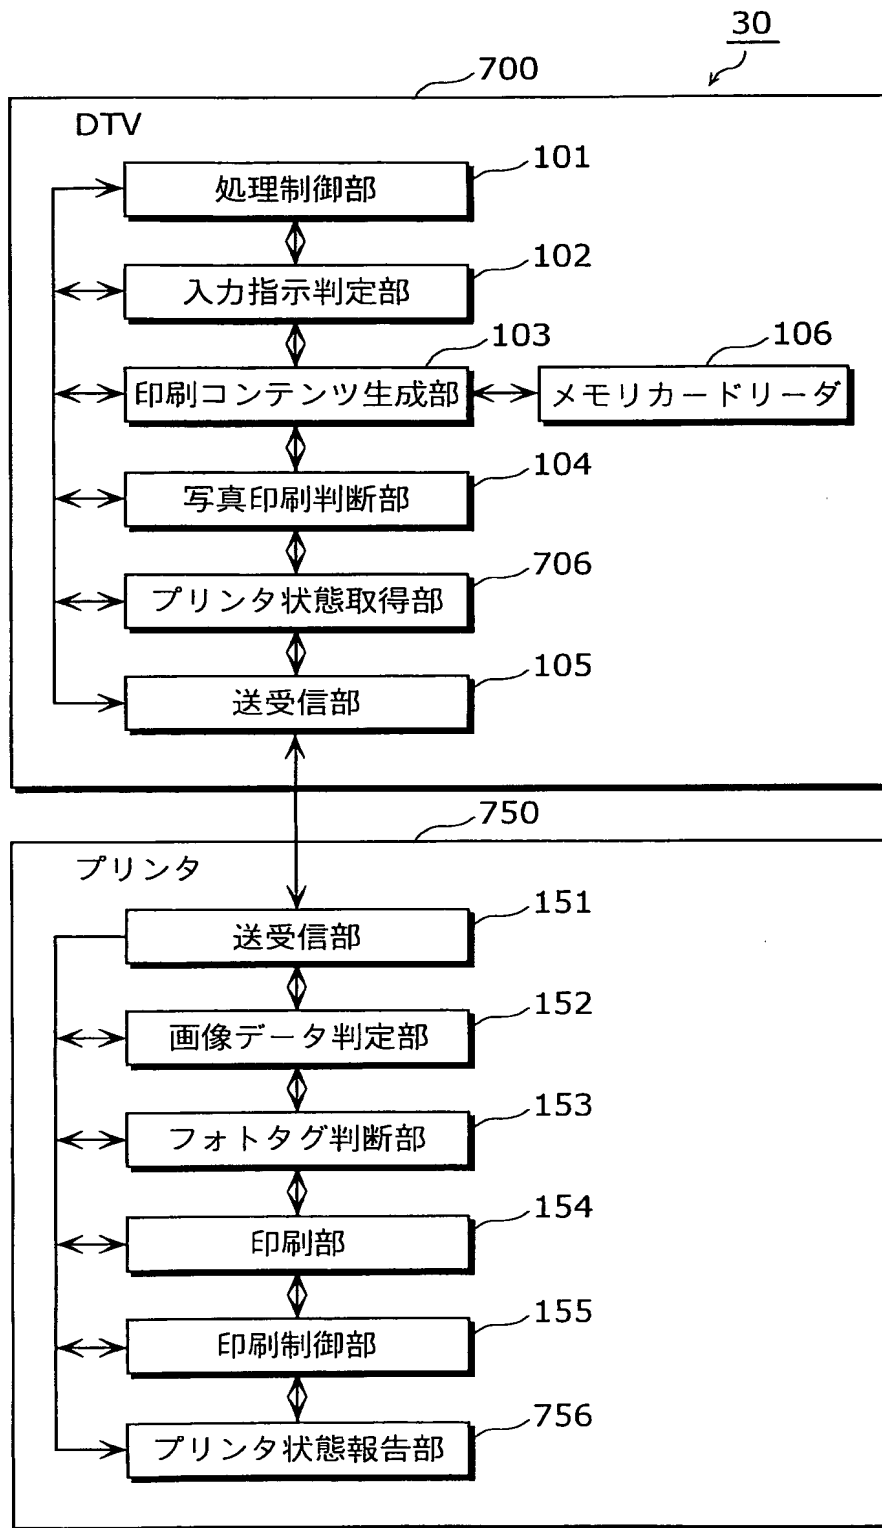 30
700
DTV
101
処理制御部
102
入力指示判定部
103
106
印刷コンテンツ生成部
メモリカードリーダ
104
写真印刷判断部
706
プリンタ状態取得部
105
送受信部
750
プリンタ
151
送受信部
152
画像データ判定部
153
フォトタグ判断部
154
印刷部
155
印刷制御部
756
プリンタ状態報告部